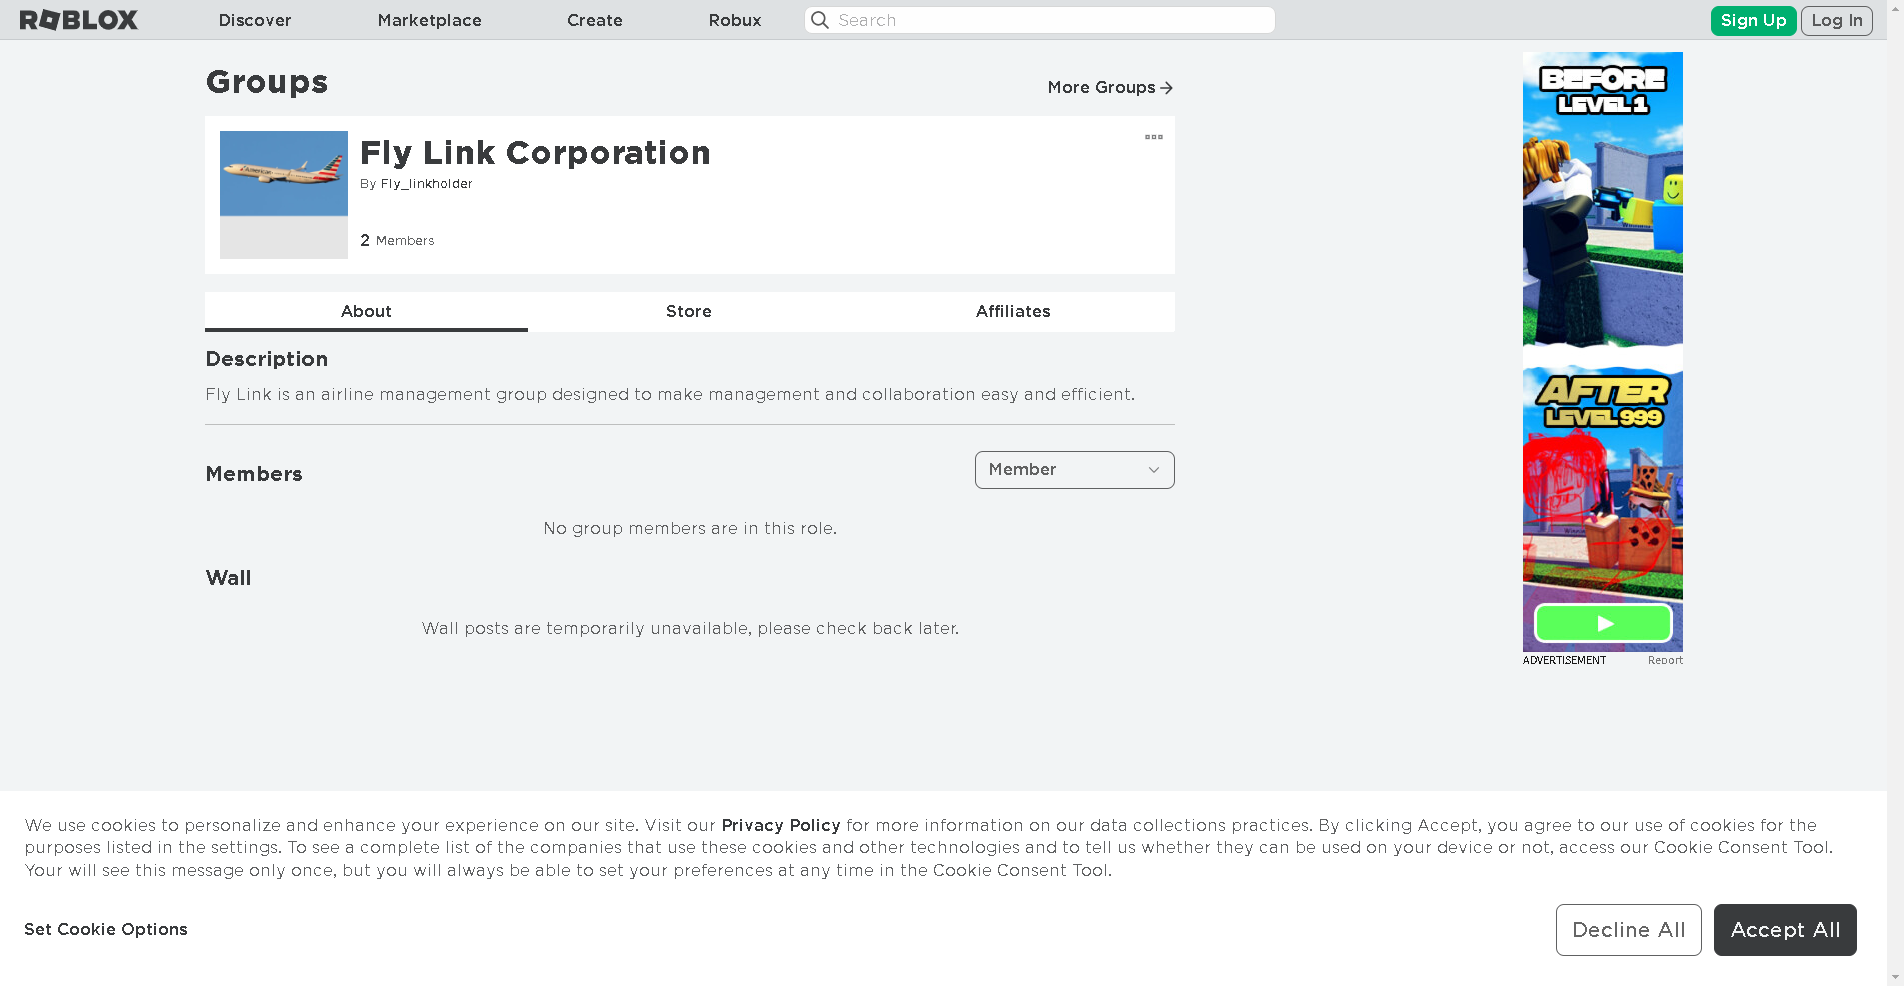 ROBLOX
Discover
Marketplace
Create
Robux
Search
Sign Up
Log In
Groups
More Groups
Fly Link Corporation
By Fly_linkholder
2 Members
American
About
Store
Affiliates
Description
Fly Link is an airline management group designed to make management and collaboration easy and efficient.
Members
Member
No group members are in this role.
Wall
Wall posts are temporarily unavailable, please check back later.
BEFORE
LEVEL 1
AFTER
LEVEL 999
ADVERTISEMENT
Report
We use cookies to personalize and enhance your experience on our site. Visit our Privacy Policy for more information on our data collections practices. By clicking Accept, you agree to our use of cookies for the
purposes listed in the settings. To see a complete list of the companies that use these cookies and other technologies and to tell us whether they can be used on your device or not, access our Cookie Consent Tool.
Your will see this message only once, but you will always be able to set your preferences at any time in the Cookie Consent Tool.
Set Cookie Options
Decline All
Accept All